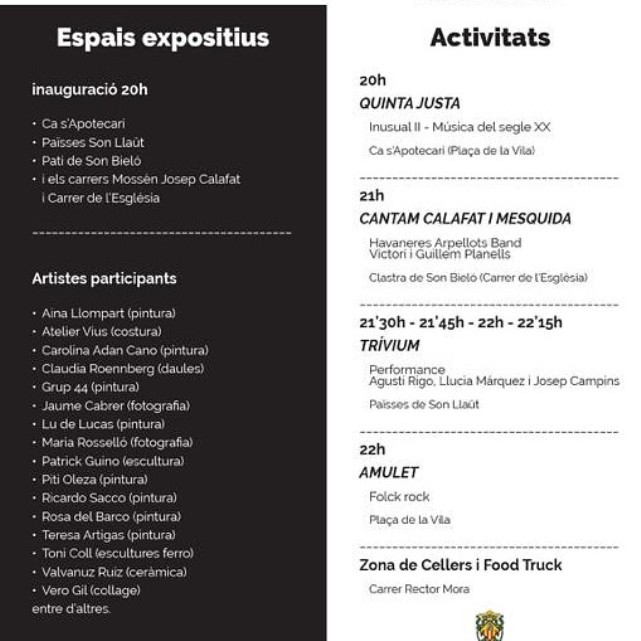 Espais expositius
inauguració 20h
• Ca s'Apotecari
• Païsses Son Llaüt
• Pati de Son Bieló
• i els carrers Mossèn Josep Calafat
i Carrer de l'Església
Artistes participants
• Aina Llompart (pintura)
• Atelier Vius (costura)
• Carolina Adan Cano (pintura)
• Claudia Roennberg (daules)
• Grup 44 (pintura)
• Jaume Cabrer (fotografia)
• Lu de Lucas (pintura)
• Maria Rosselló (fotografia)
• Patrick Guino (escultura)
• Piti Oleza (pintura)
• Ricardo Sacco (pintura)
• Rosa del Barco (pintura)
• Teresa Artigas (pintura)
• Toni Coll (escultures ferro)
• Valvanuz Ruiz (ceràmica)
• Vero Gil (collage)
entre d'altres.
Activitats
20h
QUINTA JUSTA
Inusual II - Música del segle XX
Ca s'Apotecari (Plaça de la Vila)
21h
CANTAM CALAFAT I MESQUIDA
Havaneres Arpellots Band
Victori i Guillem Planells
Clastra de Son Bieló (Carrer de l'Església)
21'30h - 21'45h - 22h - 22'15h
TRÍVIUM
Performance
Agustí Rigo, Llucia Márquez i Josep Campins
Païsses de Son Llaüt
22h
AMULET
Folck rock
Plaça de la Vila
Zona de Cellers i Food Truck
Carrer Rector Mora